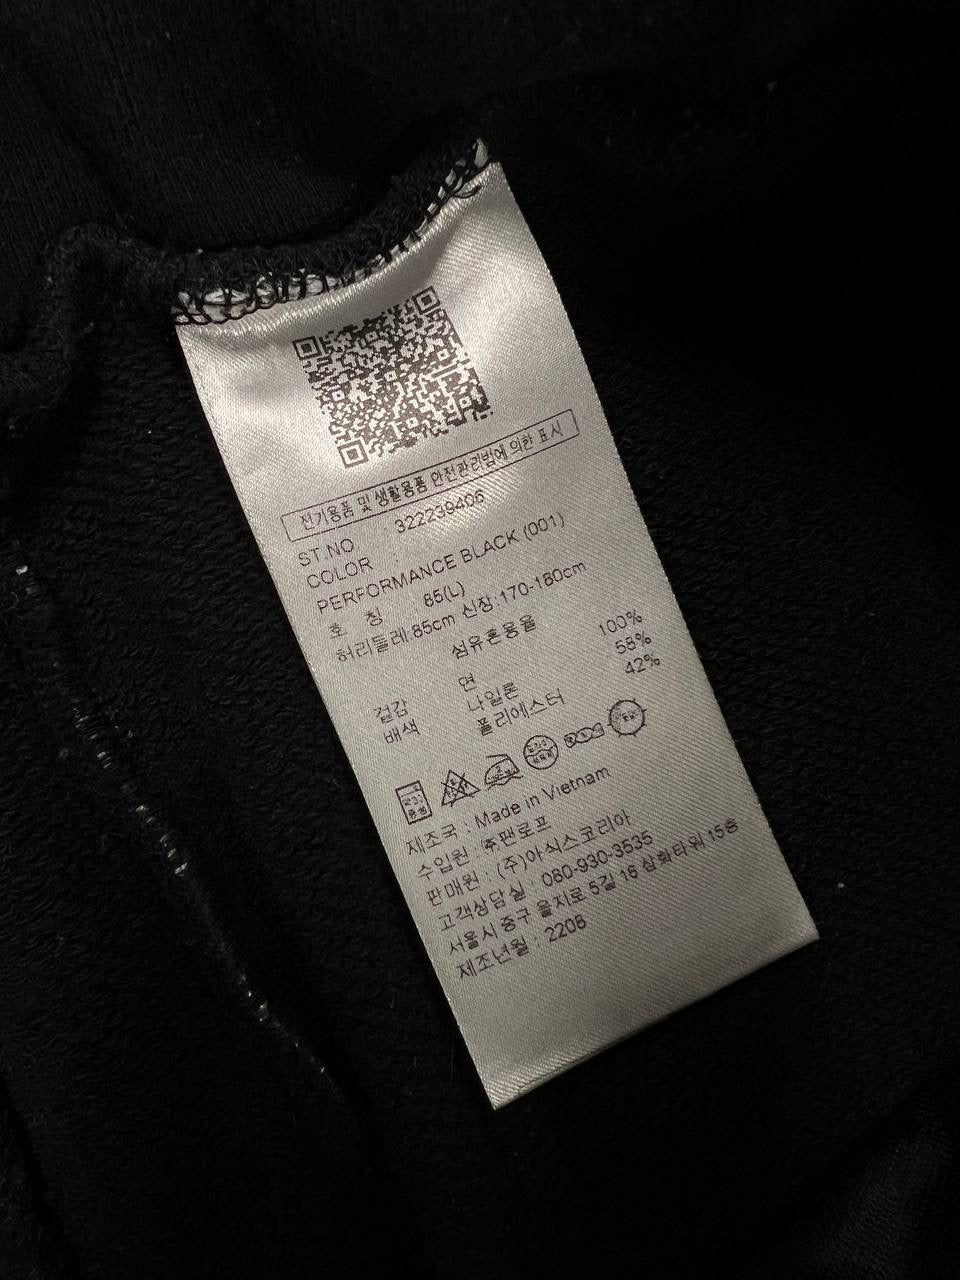 전기용품 및 생활용품 안전관리법에 의한 표시
ST.NO : 322239406
COLOR :
PERFORMANCE BLACK (001)
호 칭 : 85(L)
허리둘레:85cm 신장:170-180cm
섬유혼용율
겉감 면 100%
배색 나일론 58%
폴리에스터 42%
제조국 : Made in Vietnam
수입원 : ㈜팬로프
판매원 : (주)아식스코리아
고객상담실 : 080-930-3535
서울시 중구 을지로 5길 16 삼화타워 15층
제조년월 : 2208